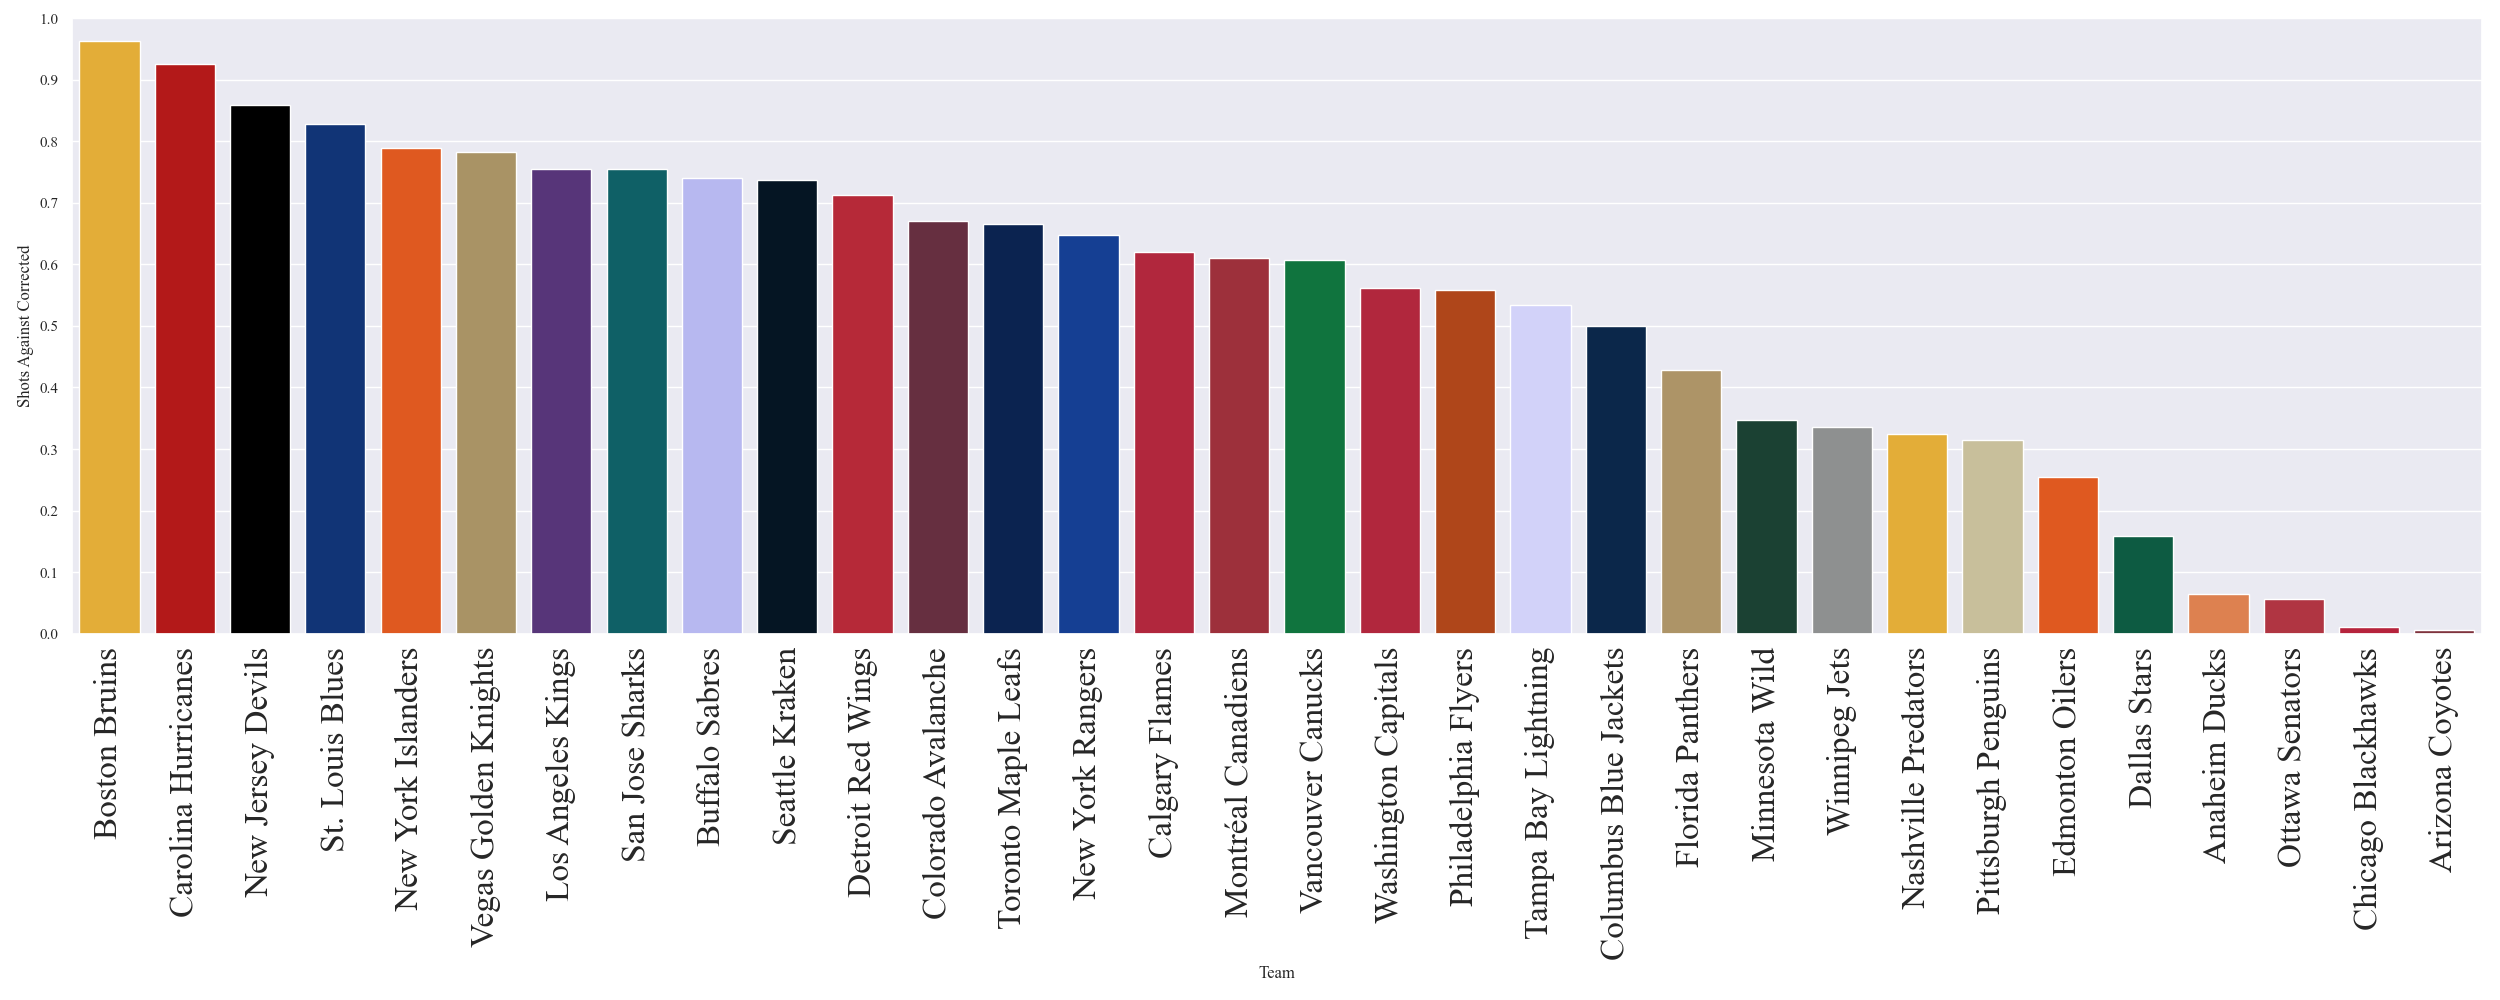 1.0
0.9
0.8
0.7
0.6
0.5
0.4
0.3
0.2
0.1
0.0
Shots Against Corrected
Boston Bruins
Carolina Hurricanes
New Jersey Devils
St. Louis Blues
New York Islanders
Vegas Golden Knights
Los Angeles Kings
San Jose Sharks
Buffalo Sabres
Seattle Kraken
Detroit Red Wings
Colorado Avalanche
Toronto Maple Leafs
New York Rangers
Calgary Flames
Montréal Canadiens
Vancouver Canucks
Washington Capitals
Philadelphia Flyers
Tampa Bay Lightning
Columbus Blue Jackets
Florida Panthers
Minnesota Wild
Winnipeg Jets
Nashville Predators
Pittsburgh Penguins
Edmonton Oilers
Dallas Stars
Anaheim Ducks
Ottawa Senators
Chicago Blackhawks
Arizona Coyotes
Team